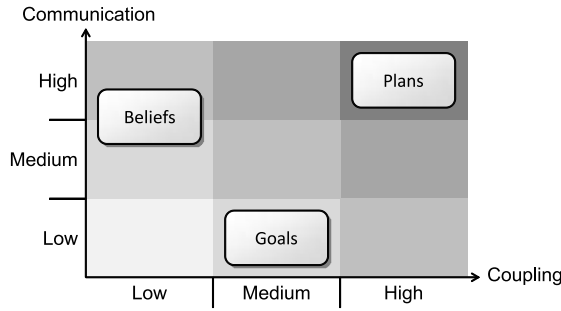 Communication
High
Plans
Beliefs
Medium
Low
Goals
Coupling
Low
Medium
High